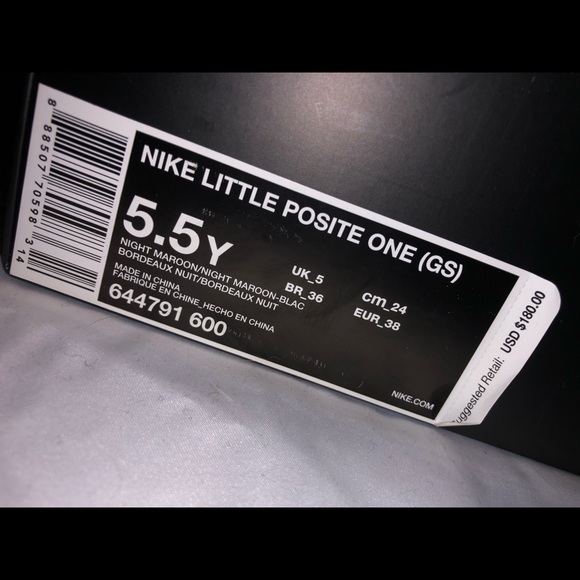 8 88507 70598 3 14
NIKE LITTLE POSITE ONE (GS)
5.5Y
UK_5
cm_24
BR_36
EUR_38
NIGHT MAROON/NIGHT MAROON-BLAC
BORDEAUX NUIT/BORDEAUX NUIT
MADE IN CHINA
FABRIQUE EN CHINE_HECHO EN CHINA
644791 600
NIKE.COM
uggested Retail: USD $180.00